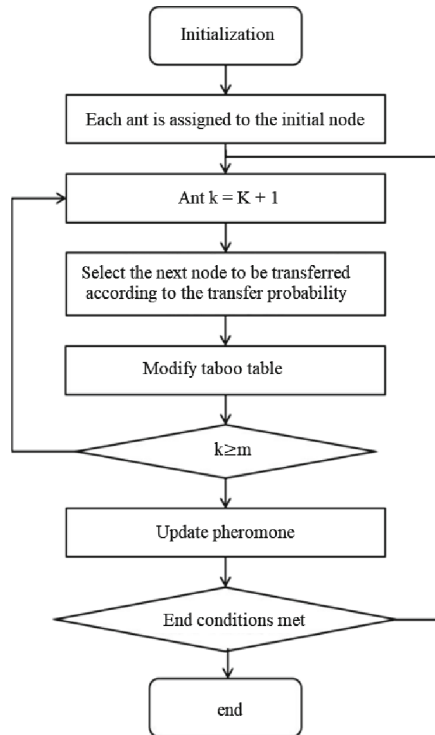 Initialization
Each ant is assigned to the initial node
Ant k = K + 1
Select the next node to be transferred
according to the transfer probability
Modify taboo table
k≥m
Update pheromone
End conditions met
end